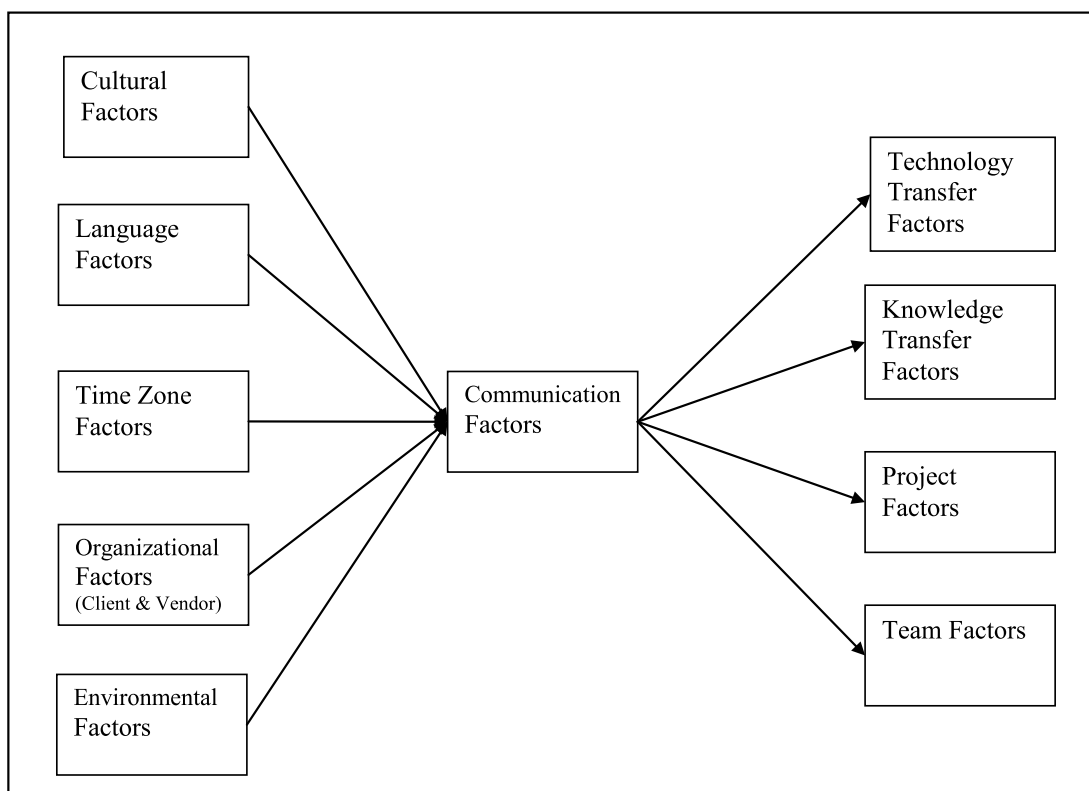 Cultural
Factors
Language
Factors
Time Zone
Factors
Organizational
Factors
(Client & Vendor)
Environmental
Factors
Communication
Factors
Technology
Transfer
Factors
Knowledge
Transfer
Factors
Project
Factors
Team Factors